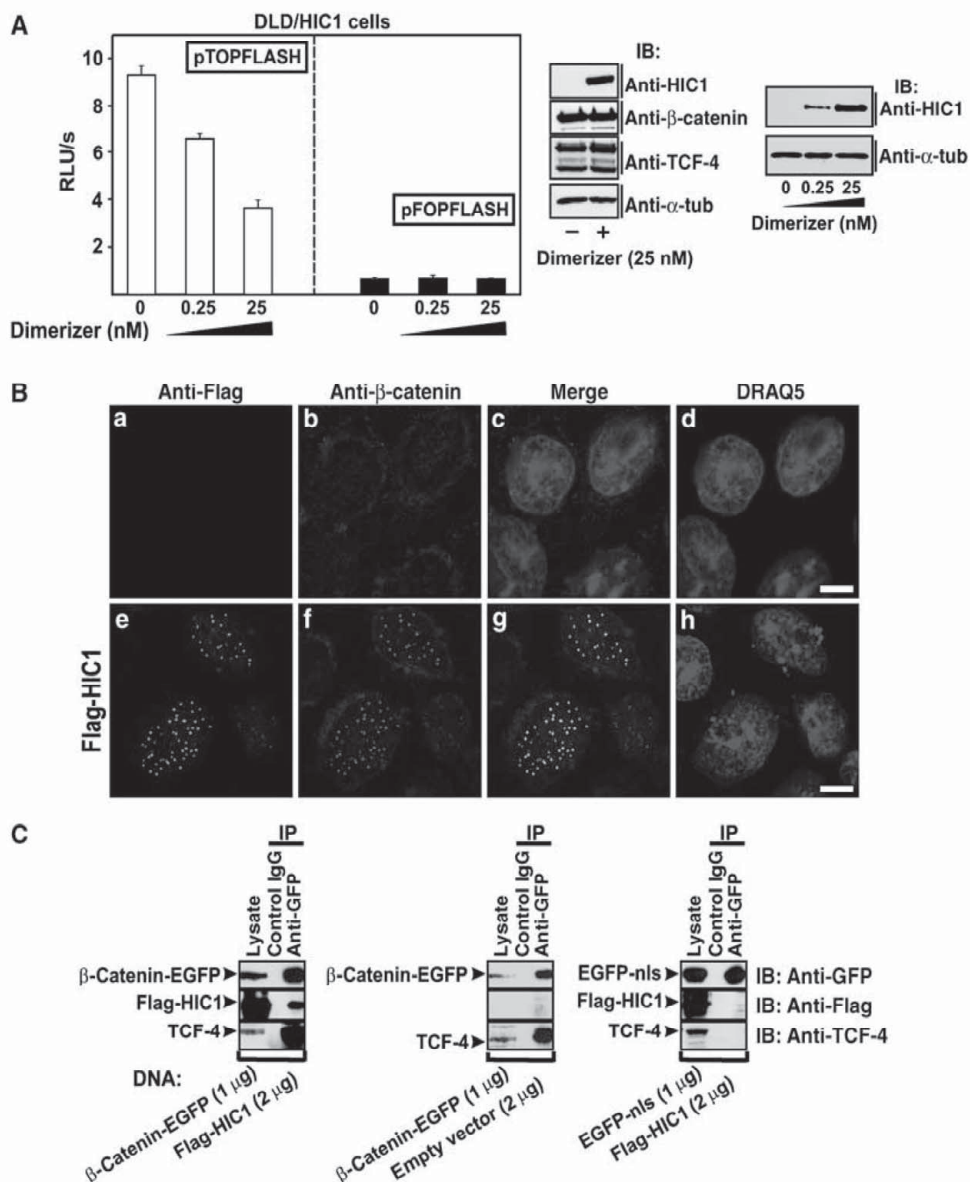 A
DLD/HIC1 cells
10
8
6
4
2
RLU/s
pTOPFLASH
pFOPFLASH
0 0.25 25
0 0.25 25
Dimerizer (nM)
IB:
Anti-HIC1
Anti-β-catenin
Anti-TCF-4
Anti-α-tub
− +
Dimerizer (25 nM)
IB:
Anti-HIC1
Anti-α-tub
0 0.25 25
Dimerizer (nM)
B
Anti-Flag Anti-β-catenin Merge DRAQ5
a b c d
Flag-HIC1
e f g h
C
IP
Lysate
Control IgG
Anti-GFP
β-Catenin-EGFP
Flag-HIC1
TCF-4
DNA:
β-Catenin-EGFP (1 μg)
Flag-HIC1 (2 μg)
IP
Lysate
Control IgG
Anti-GFP
β-Catenin-EGFP
TCF-4
β-Catenin-EGFP (1 μg)
Empty vector (2 μg)
IP
Lysate
Control IgG
Anti-GFP
EGFP-nls
Flag-HIC1
TCF-4
IB: Anti-GFP
IB: Anti-Flag
IB: Anti-TCF-4
EGFP-nls (1 μg)
Flag-HIC1 (2 μg)